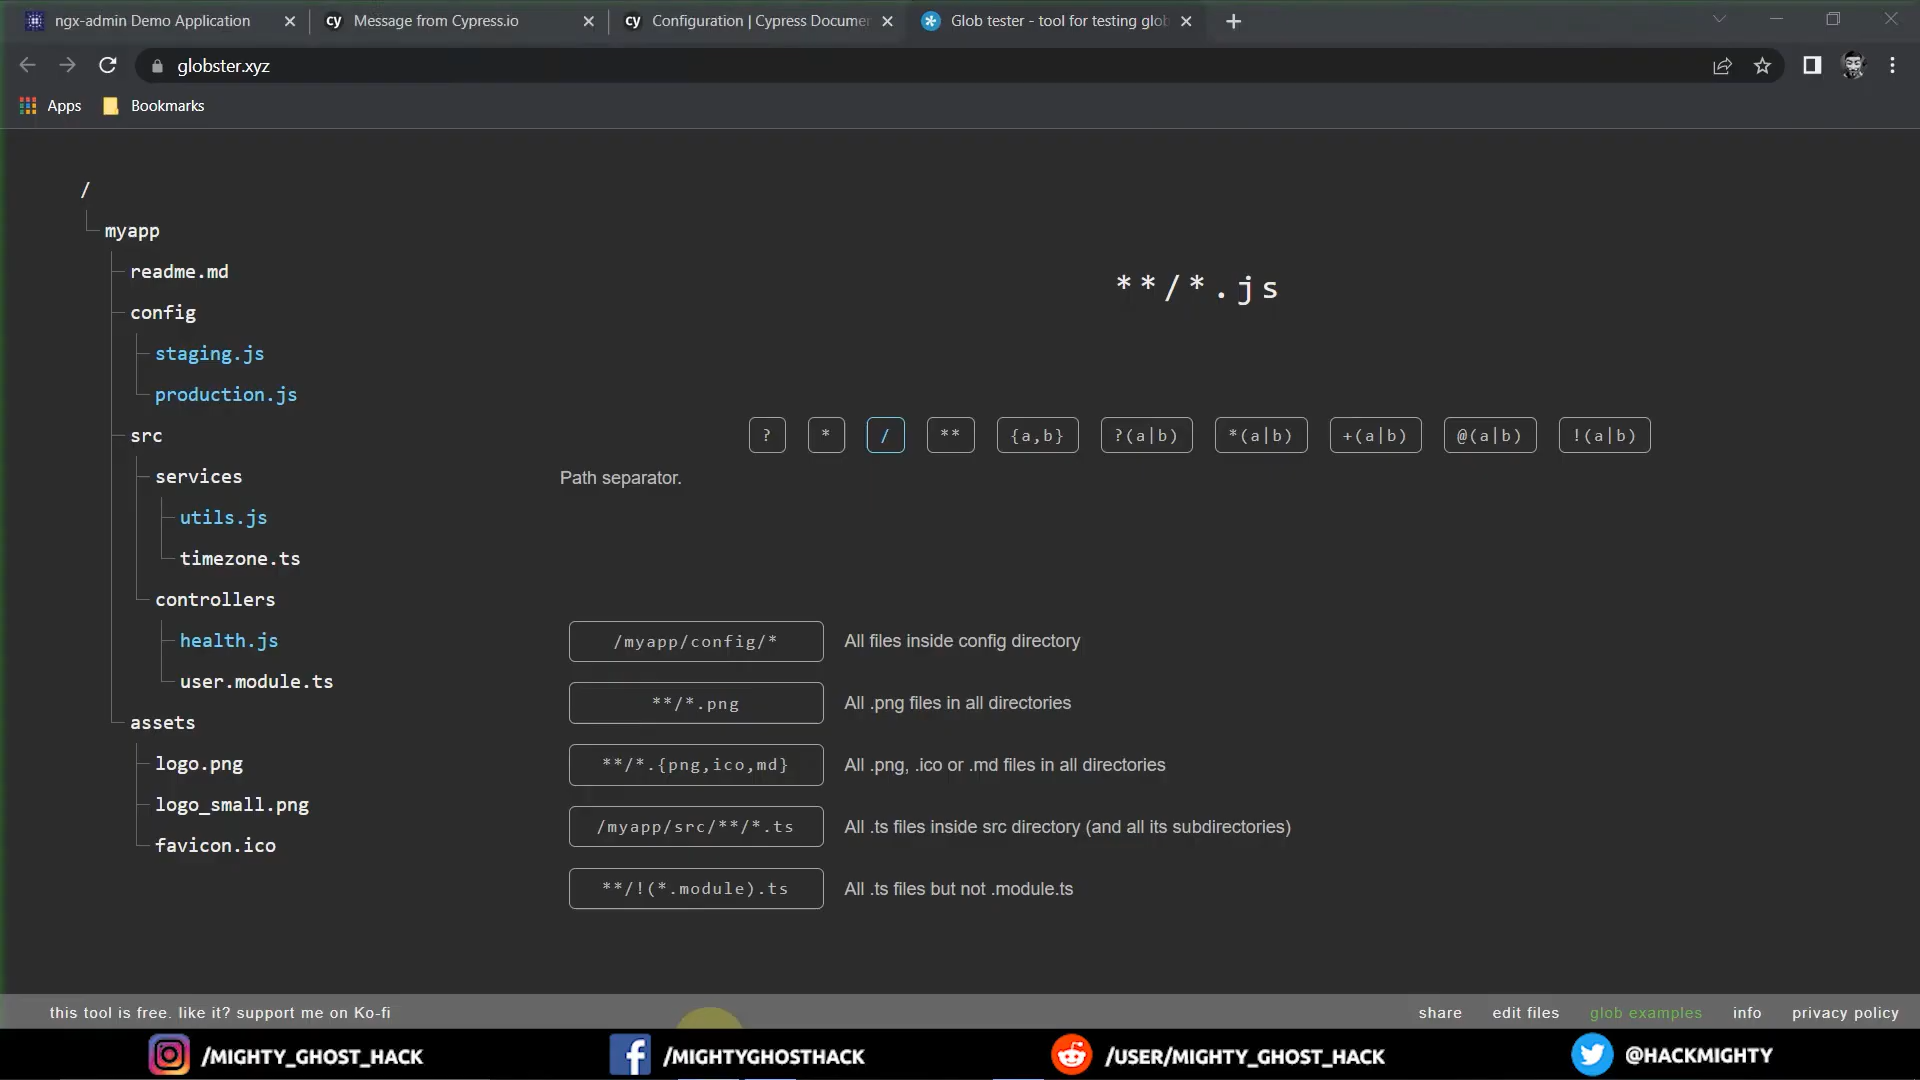 ngx-admin Demo Application
cy Message from Cypress.io
cy Configuration | Cypress Documen
Glob tester - tool for testing glob
globster.xyz
Apps
Bookmarks
/
myapp
readme.md
config
staging.js
production.js
src
services
utils.js
timezone.ts
controllers
health.js
user.module.ts
assets
logo.png
logo_small.png
favicon.ico
**/*.js
? * / ** {a,b} ?(a|b) *(a|b) +(a|b) @(a|b) !(a|b)
Path separator.
/myapp/config/* All files inside config directory
**/*.png All .png files in all directories
**/*.{png,ico,md} All .png, .ico or .md files in all directories
/myapp/src/**/*.ts All .ts files inside src directory (and all its subdirectories)
**/!(*.module).ts All .ts files but not .module.ts
this tool is free. like it? support me on Ko-fi
share edit files glob examples info privacy policy
/MIGHTY_GHOST_HACK
/MIGHTYGHOSTHACK
/USER/MIGHTY_GHOST_HACK
@HACKMIGHTY